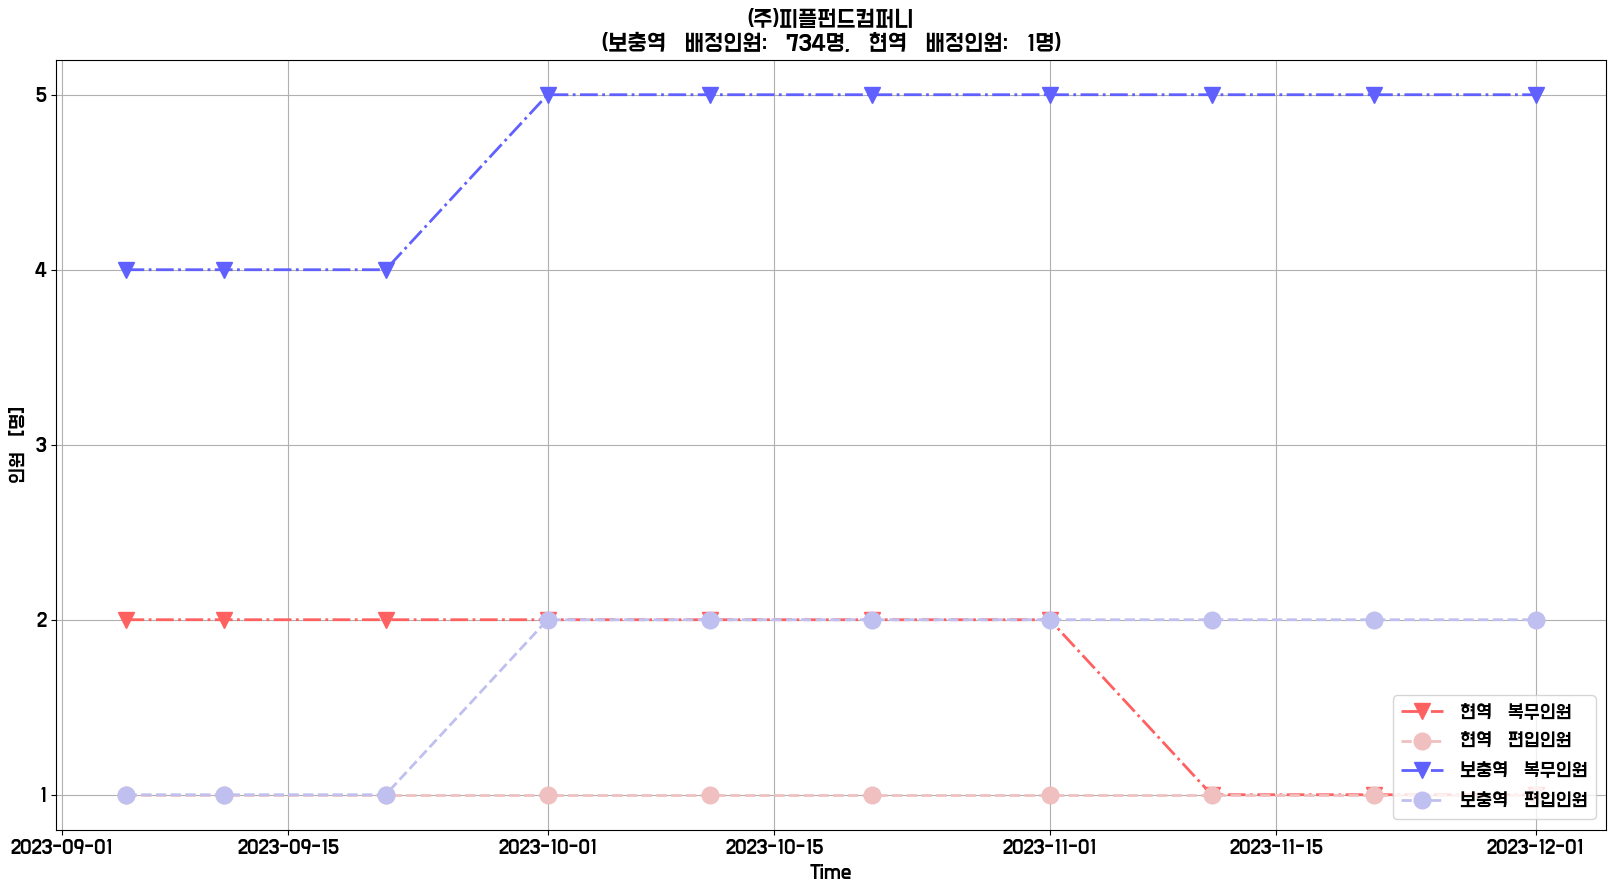 (주)피플펀드컴퍼니
(보충역 배정인원: 734명, 현역 배정인원: 1명)
인원 [명]
5
4
3
2
1
현역 복무인원
현역 편입인원
보충역 복무인원
보충역 편입인원
2023-09-01 2023-09-15 2023-10-01 2023-10-15 2023-11-01 2023-11-15 2023-12-01
Time